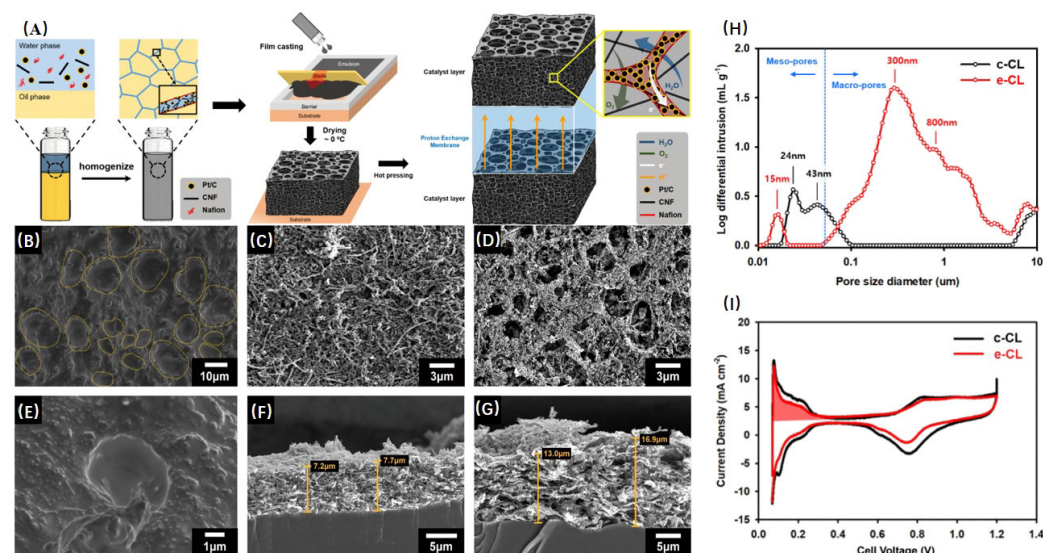 (A)
Water phase
Oil phase
homogenize
Pt/C
CNF
Nafion
Film casting
Emulsion
Blade
Barrier
Substrate
Drying
~ 0 ºC
Hot pressing
Substrate
Catalyst layer
Proton Exchange
Membrane
Catalyst layer
O₂
H₂O
e⁻
H₂O
O₂
e⁻
H⁺
Pt/C
CNF
Nafion
(B)
10μm
(C)
3μm
(D)
3μm
(E)
1μm
(F)
7.2μm
7.7μm
5μm
(G)
13.0μm
16.9μm
5μm
(H)
Log differential intrusion (mL g⁻¹)
2.0
1.5
1.0
0.5
0.0
Meso-pores
Macro-pores
300nm
800nm
15nm
24nm
43nm
c-CL
e-CL
0.01
0.1
1
10
Pore size diameter (um)
(I)
Current Density (mA cm⁻²)
25
20
15
10
5
0
-5
-10
-15
c-CL
e-CL
0.0
0.2
0.4
0.6
0.8
1.0
1.2
1.4
Cell Voltage (V)